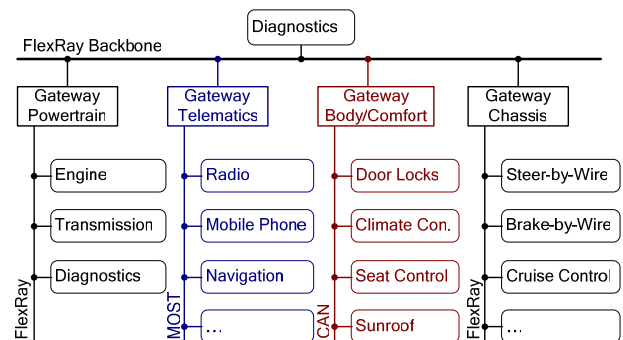 Diagnostics
FlexRay Backbone
Gateway
Powertrain
Gateway
Telematics
Gateway
Body/Comfort
Gateway
Chassis
Engine
Radio
Door Locks
Steer-by-Wire
Transmission
Mobile Phone
Climate Con.
Brake-by-Wire
Diagnostics
Navigation
Seat Control
Cruise Control
FlexRay
MOST
...
CAN
Sunroof
FlexRay
...